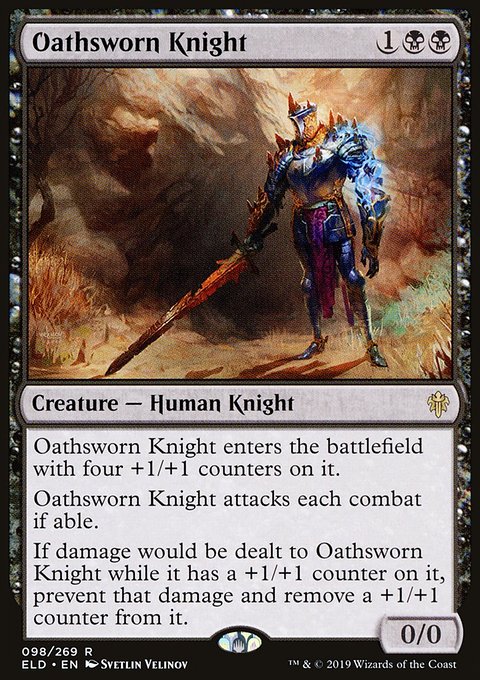 Oathsworn Knight 1
Creature — Human Knight
Oathsworn Knight enters the battlefield
with four +1/+1 counters on it.
Oathsworn Knight attacks each combat
if able.
If damage would be dealt to Oathsworn
Knight while it has a +1/+1 counter on it,
prevent that damage and remove a +1/+1
counter from it.
0/0
098/269 R
ELD • EN Svetlin Velinov
™ & © 2019 Wizards of the Coast